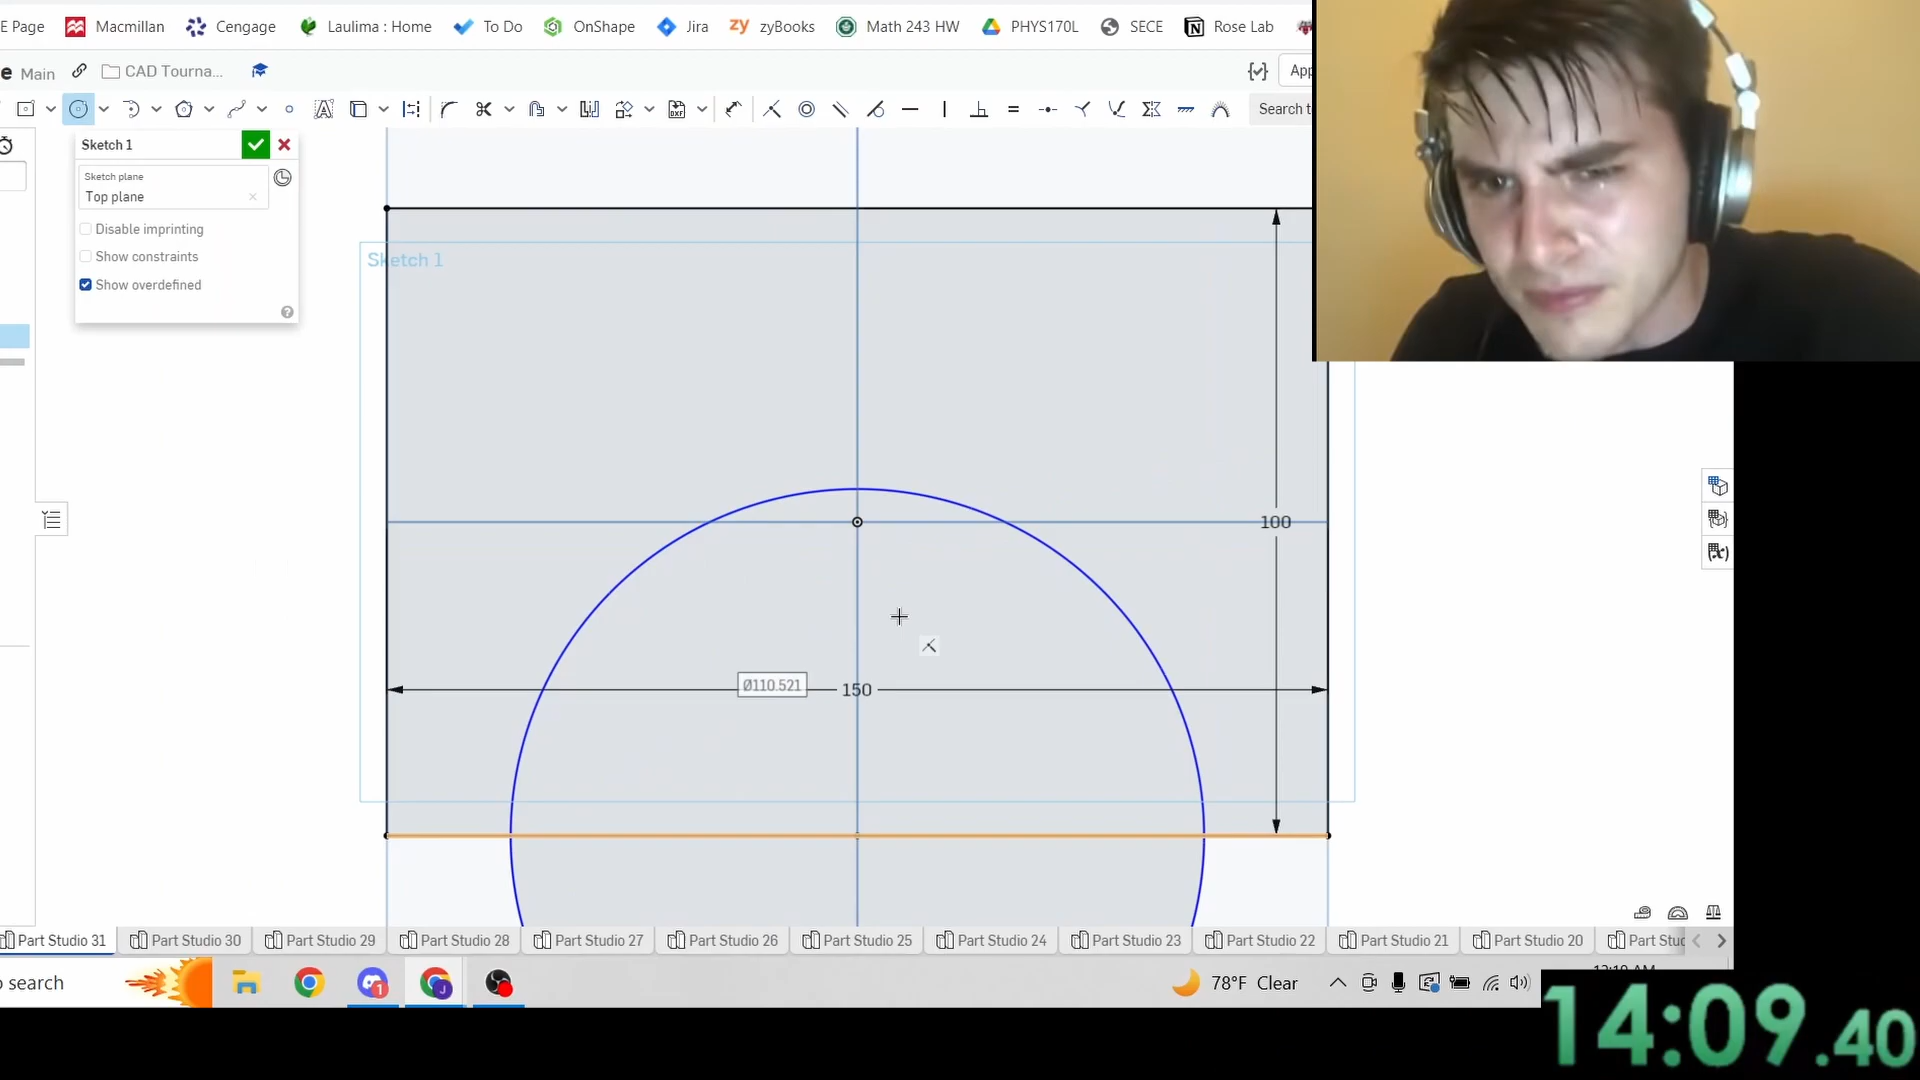 E Page Macmillan Cengage Laulima : Home To Do OnShape Jira zyBooks Math 243 HW PHYS170L SECE Rose Lab
e Main CAD Tourna... App
Search t
Sketch 1
Sketch plane
Top plane
Disable imprinting
Show constraints
Show overdefined
Sketch 1
100
Ø110.521
150
Part Studio 31 Part Studio 30 Part Studio 29 Part Studio 28 Part Studio 27 Part Studio 26 Part Studio 25 Part Studio 24 Part Studio 23 Part Studio 22 Part Studio 21 Part Studio 20 Part Stuc
o search 1 78°F Clear
14:09.40